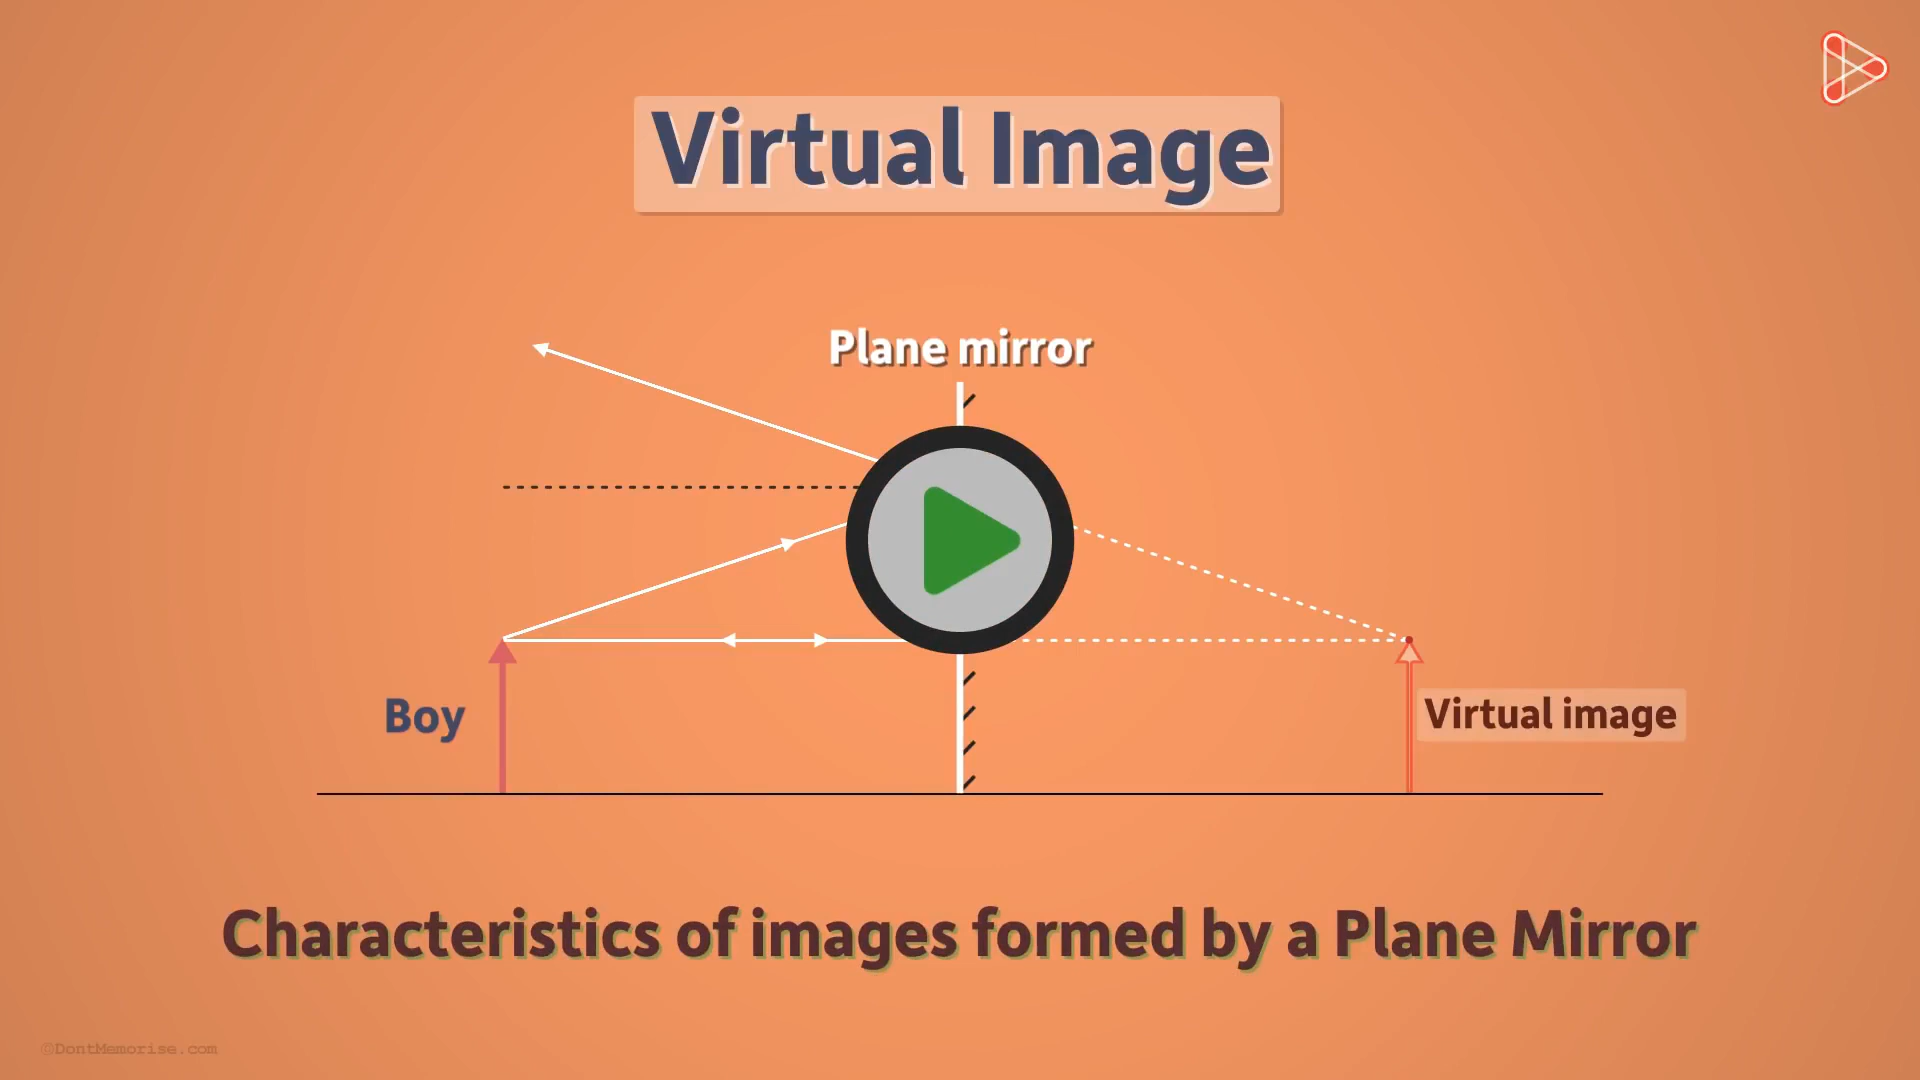 Virtual Image
Plane mirror
Boy
Virtual image
Characteristics of images formed by a Plane Mirror
©DontMemorise.com